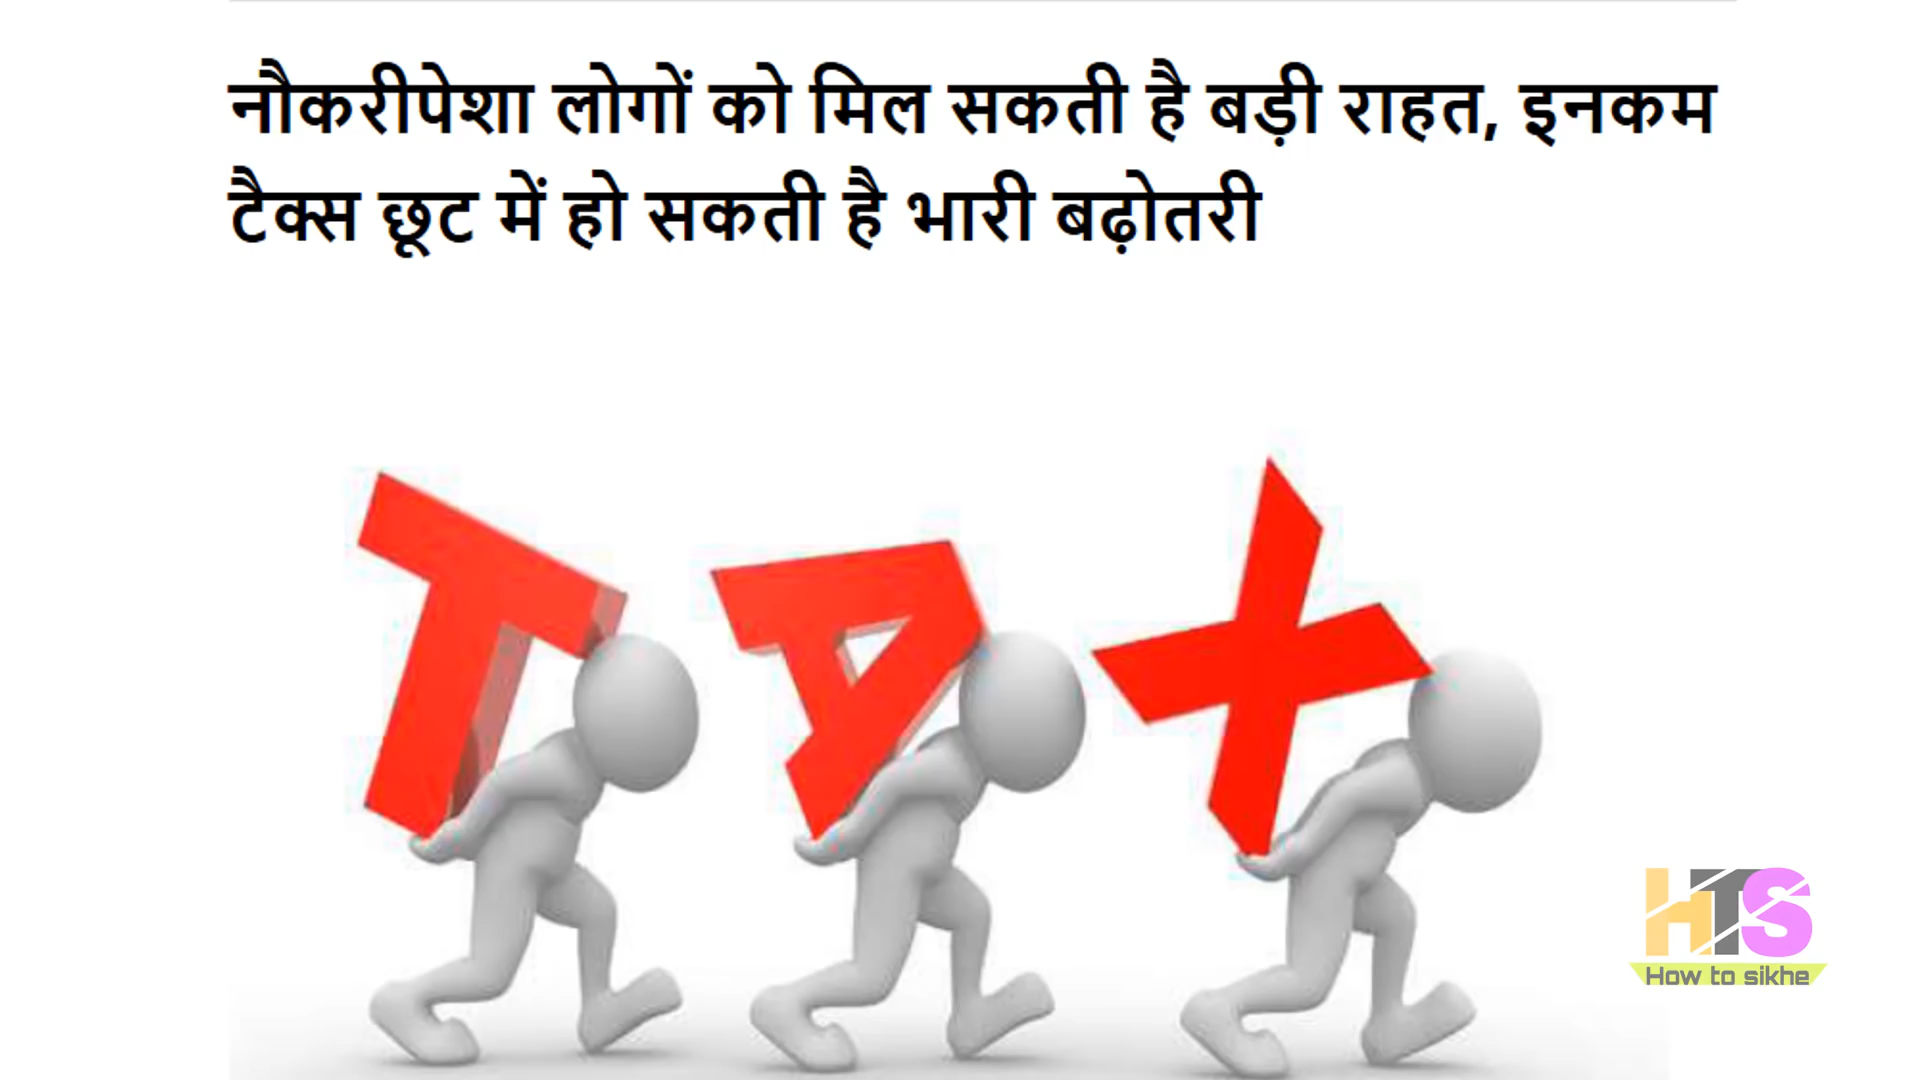 नौकरीपेशा लोगों को मिल सकती है बड़ी राहत, इनकम
टैक्स छूट में हो सकती है भारी बढ़ोतरी
TAX
HTS
How to sikhe